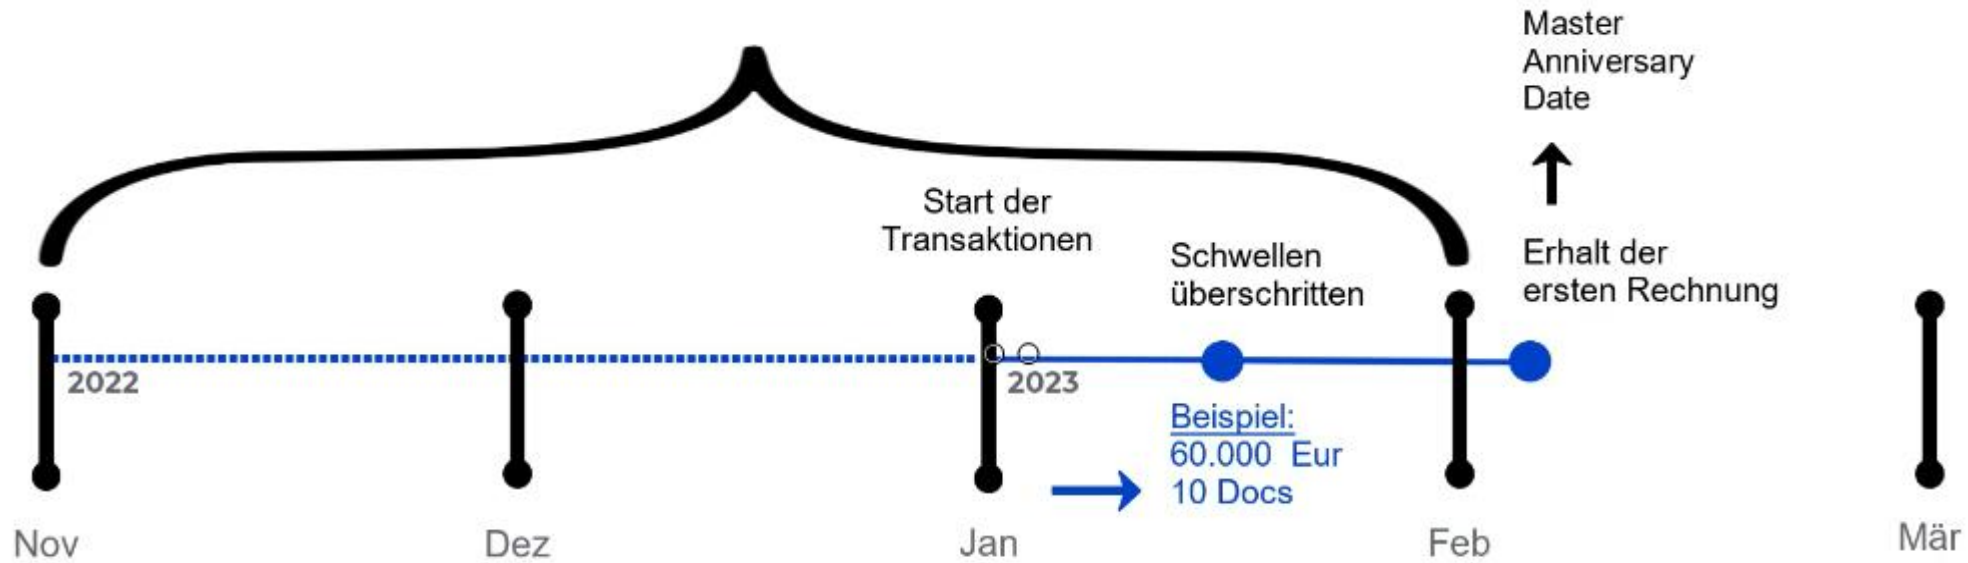 Master
Anniversary
Date
Start der
Transaktionen
Schwellen
überschritten
Erhalt der
ersten Rechnung
2022
2023
Beispiel:
60.000 Eur
10 Docs
Nov
Dez
Jan
Feb
Mär